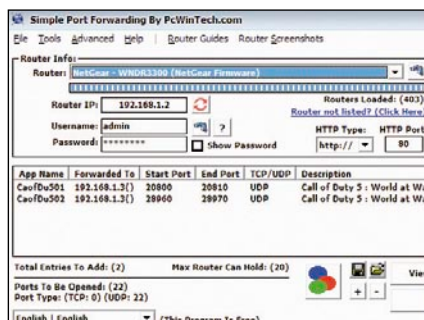 Simple Port Forwarding By PcWinTech.com
File Tools Advanced Help Router Guides Router Screenshots
Router Info:
Router: NetGear - WNDR3300 (NetGear Firmware)
Router IP: 192.168.1.2 Routers Loaded: (403)
Router not listed? (Click Here)
Username: admin ? HTTP Type: HTTP Port
Password: ******** Show Password http:// 80
App Name Forwarded To Start Port End Port TCP/UDP Description
CaofDu501 192.168.1.3{} 20800 20810 UDP Call of Duty 5 : World at Wa
CaofDu502 192.168.1.3{} 28960 28970 UDP Call of Duty 5 : World at Wa
Total Entries To Add: (2) Max Router Can Hold: (20)
Ports To Be Opened: (22) Vie
Port Type: (TCP: 0) (UDP: 22) + -
English | English (This Program Is Free)